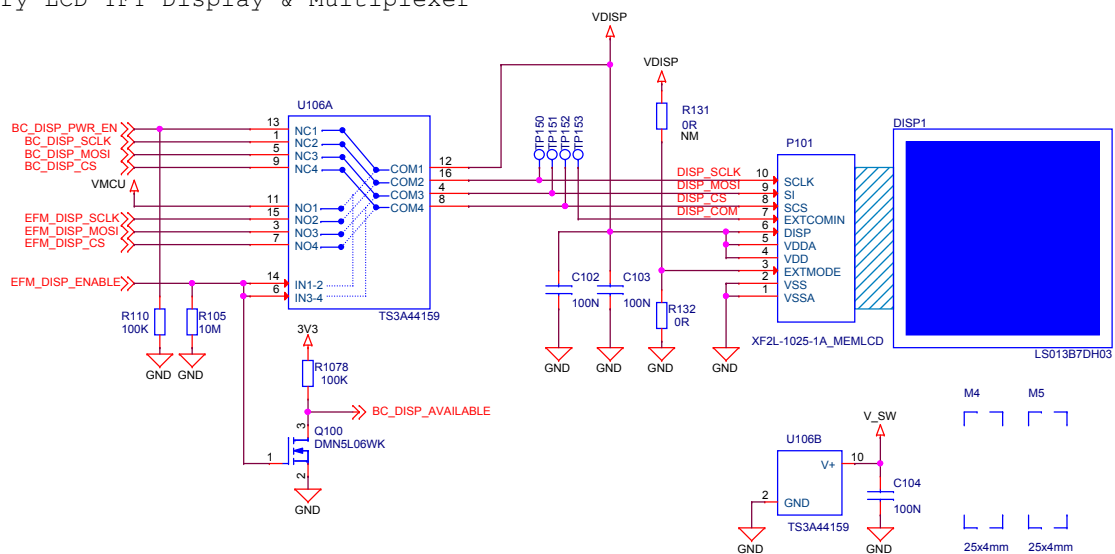 ry LCD TFT Display & Multiplexer
VDISP
VDISP
U106A
R131
0R
NM
DISP1
P101
BC_DISP_PWR_EN
BC_DISP_SCLK
BC_DISP_MOSI
BC_DISP_CS
13
1
5
9
NC1
NC2
NC3
NC4
COM1
COM2
COM3
COM4
12
16
4
8
TP150
TP151
TP152
TP153
VMCU
EFM_DISP_SCLK
EFM_DISP_MOSI
EFM_DISP_CS
11
15
3
7
NO1
NO2
NO3
NO4
DISP_SCLK
DISP_MOSI
DISP_CS
DISP_COM
10
9
8
7
6
5
4
3
2
1
SCLK
SI
SCS
EXTCOMIN
DISP
VDDA
VDD
EXTMODE
VSS
VSSA
EFM_DISP_ENABLE
14
6
IN1-2
IN3-4
TS3A44159
C102
100N
C103
100N
R132
0R
XF2L-1025-1A_MEMLCD
LS013B7DH03
R110
100K
R105
10M
GND
GND
GND
GND
GND
GND
3V3
R1078
100K
BC_DISP_AVAILABLE
3
Q100
DMN5L06WK
1
2
GND
V_SW
U106B
V+
10
2
GND
TS3A44159
C104
100N
GND
GND
M4
M5
25x4mm
25x4mm